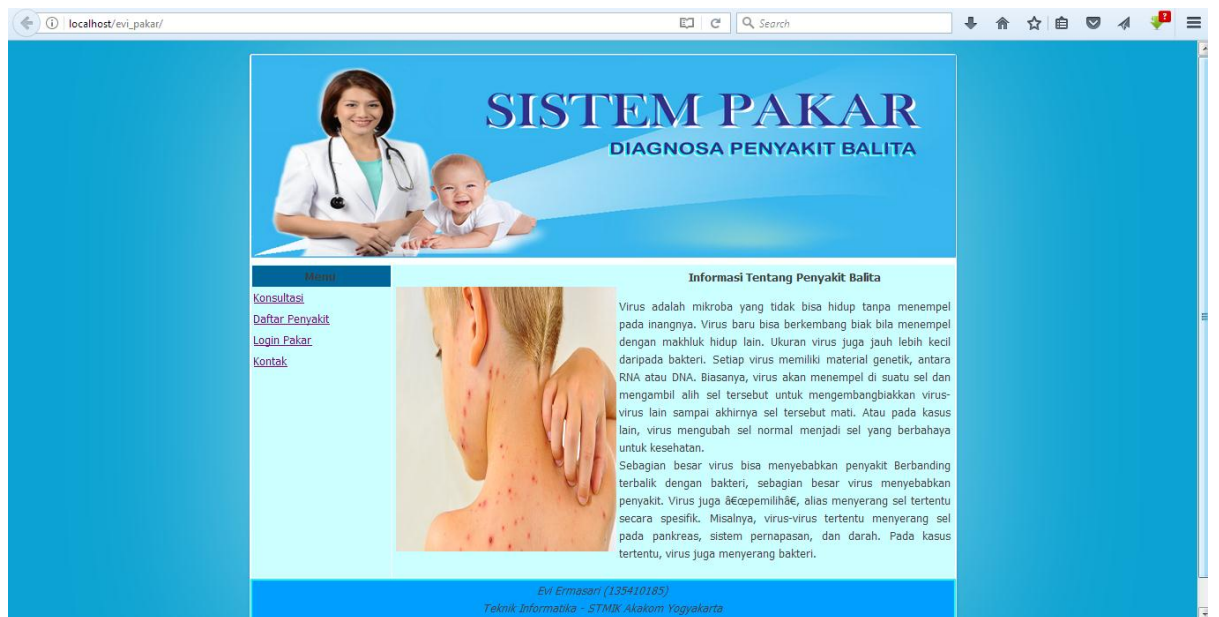 localhost/evi_pakar/
Search
?
SISTEM PAKAR
DIAGNOSA PENYAKIT BALITA
Menu
Konsultasi
Daftar Penyakit
Login Pakar
Kontak
Informasi Tentang Penyakit Balita
Virus adalah mikroba yang tidak bisa hidup tanpa menempel
pada inangnya. Virus baru bisa berkembang biak bila menempel
dengan makhluk hidup lain. Ukuran virus juga jauh lebih kecil
daripada bakteri. Setiap virus memiliki material genetik, antara
RNA atau DNA. Biasanya, virus akan menempel di suatu sel dan
mengambil alih sel tersebut untuk mengembangbiakkan virus-
virus lain sampai akhirnya sel tersebut mati. Atau pada kasus
lain, virus mengubah sel normal menjadi sel yang berbahaya
untuk kesehatan.
Sebagian besar virus bisa menyebabkan penyakit Berbanding
terbalik dengan bakteri, sebagian besar virus menyebabkan
penyakit. Virus juga â€œpemilihâ€, alias menyerang sel tertentu
secara spesifik. Misalnya, virus-virus tertentu menyerang sel
pada pankreas, sistem pernapasan, dan darah. Pada kasus
tertentu, virus juga menyerang bakteri.
Evi Ermasari (135410185)
Teknik Informatika - STMIK Akakom Yogyakarta